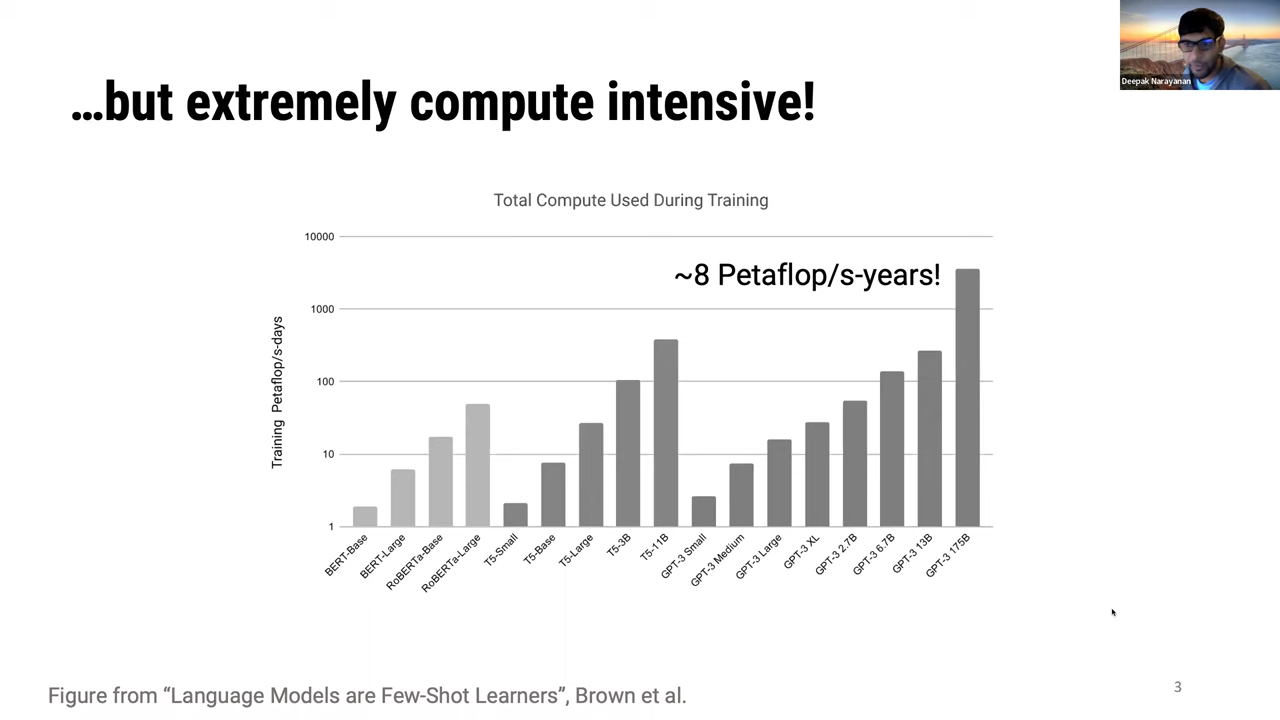 Deepak Narayanan
…but extremely compute intensive!
Total Compute Used During Training
~8 Petaflop/s-years!
Training Petaflop/s-days
10000
1000
100
10
1
BERT-Base
BERT-Large
RoBERTa-Base
RoBERTa-Large
T5-Small
T5-Base
T5-Large
T5-3B
T5-11B
GPT-3 Small
GPT-3 Medium
GPT-3 Large
GPT-3 XL
GPT-3 2.7B
GPT-3 6.7B
GPT-3 13B
GPT-3 175B
Figure from “Language Models are Few-Shot Learners”, Brown et al.
3